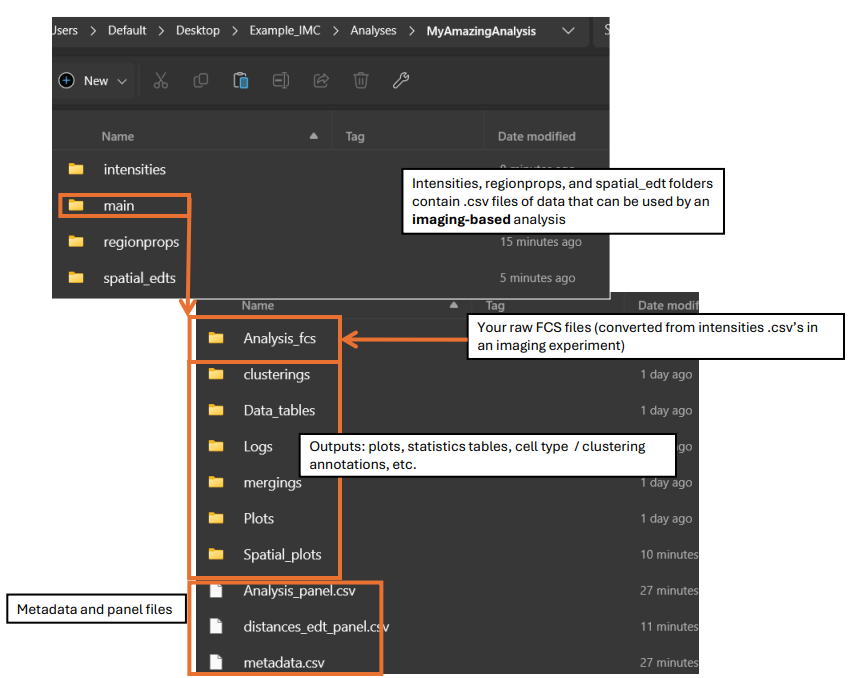 Users > Default > Desktop > Example_IMC > Analyses > MyAmazingAnalysis
New
Name Tag Date modified
intensities
Intensities, regionprops, and spatial_edt folders
contain .csv files of data that can be used by an
imaging-based analysis
main
regionprops 15 minutes ago
spatial_edts 5 minutes ago
Name Tag Date modif
Analysis_fcs
Your raw FCS files (converted from intensities .csv's in
an imaging experiment)
clusterings 1 day ago
Data_tables 1 day ago
Logs ago
Outputs: plots, statistics tables, cell type / clustering
annotations, etc.
mergings 1 day ago
Plots 1 day ago
Spatial_plots 10 minutes
Analysis_panel.csv 27 minutes
Metadata and panel files
distances_edt_panel.csv 11 minutes
metadata.csv 27 minutes